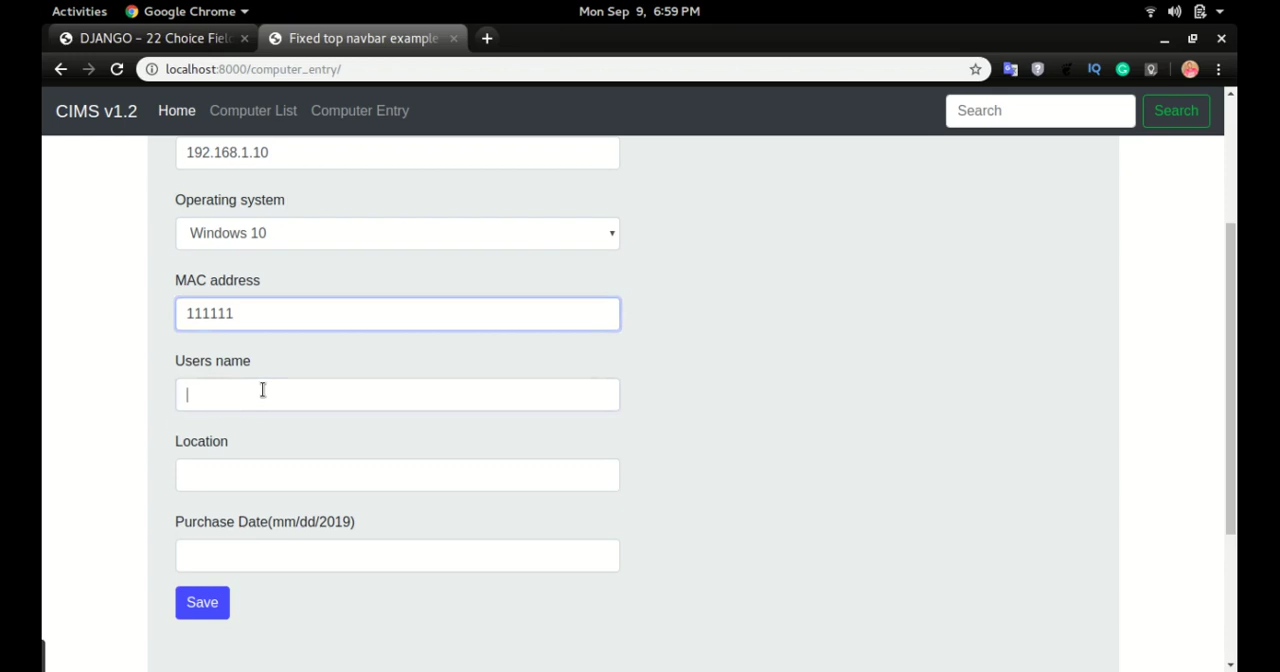 Activities Google Chrome Mon Sep 9, 6:59 PM
DJANGO – 22 Choice Fiel Fixed top navbar example
localhost:8000/computer_entry/ IQ
CIMS v1.2 Home Computer List Computer Entry Search Search
192.168.1.10
Operating system
Windows 10
MAC address
111111
Users name
Location
Purchase Date(mm/dd/2019)
Save